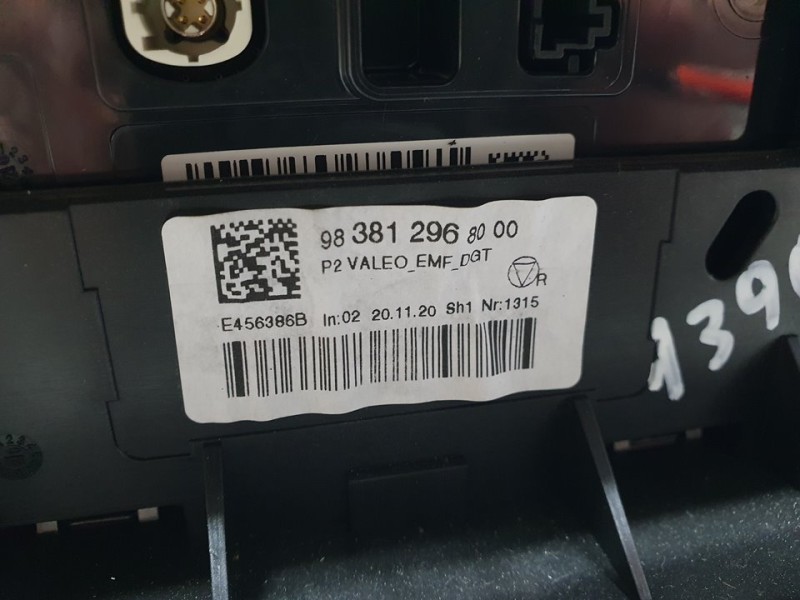 98 381 296 80 00
P2 VALEO_EMF_DGT
R
E456386B In:02 20.11.20 Sh1 Nr:1315
139